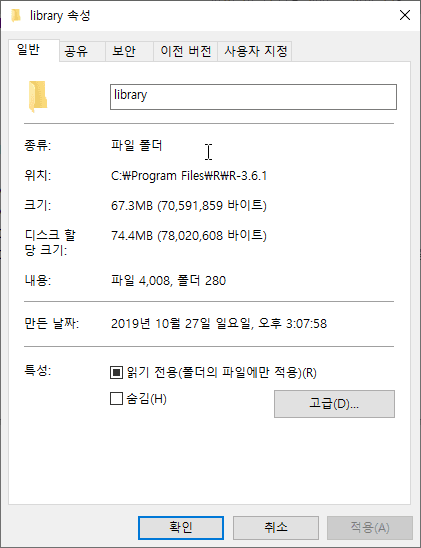 library 속성
일반 공유 보안 이전 버전 사용자 지정
library
종류: 파일 폴더
위치: C:₩Program Files₩R₩R-3.6.1
크기: 67.3MB (70,591,859 바이트)
디스크 할 74.4MB (78,020,608 바이트)
당 크기:
내용: 파일 4,008, 폴더 280
만든 날짜: 2019년 10월 27일 일요일, 오후 3:07:58
특성: 읽기 전용(폴더의 파일에만 적용)(R)
숨김(H) 고급(D)...
확인 취소 적용(A)